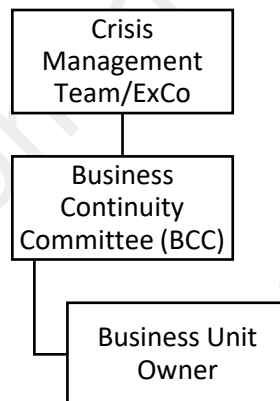 Crisis
Management
Team/ExCo
Business
Continuity
Committee (BCC)
Business Unit
Owner